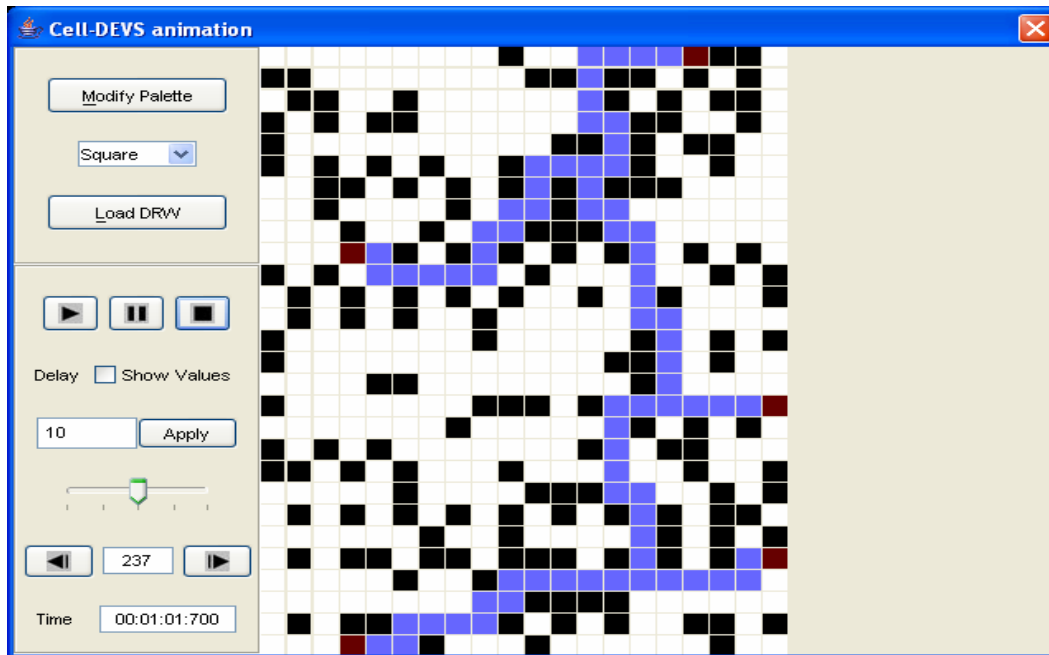 Cell-DEVS animation
Modify Palette
Square
Load DRW
Delay Show Values
10 Apply
237
Time 00:01:01:700